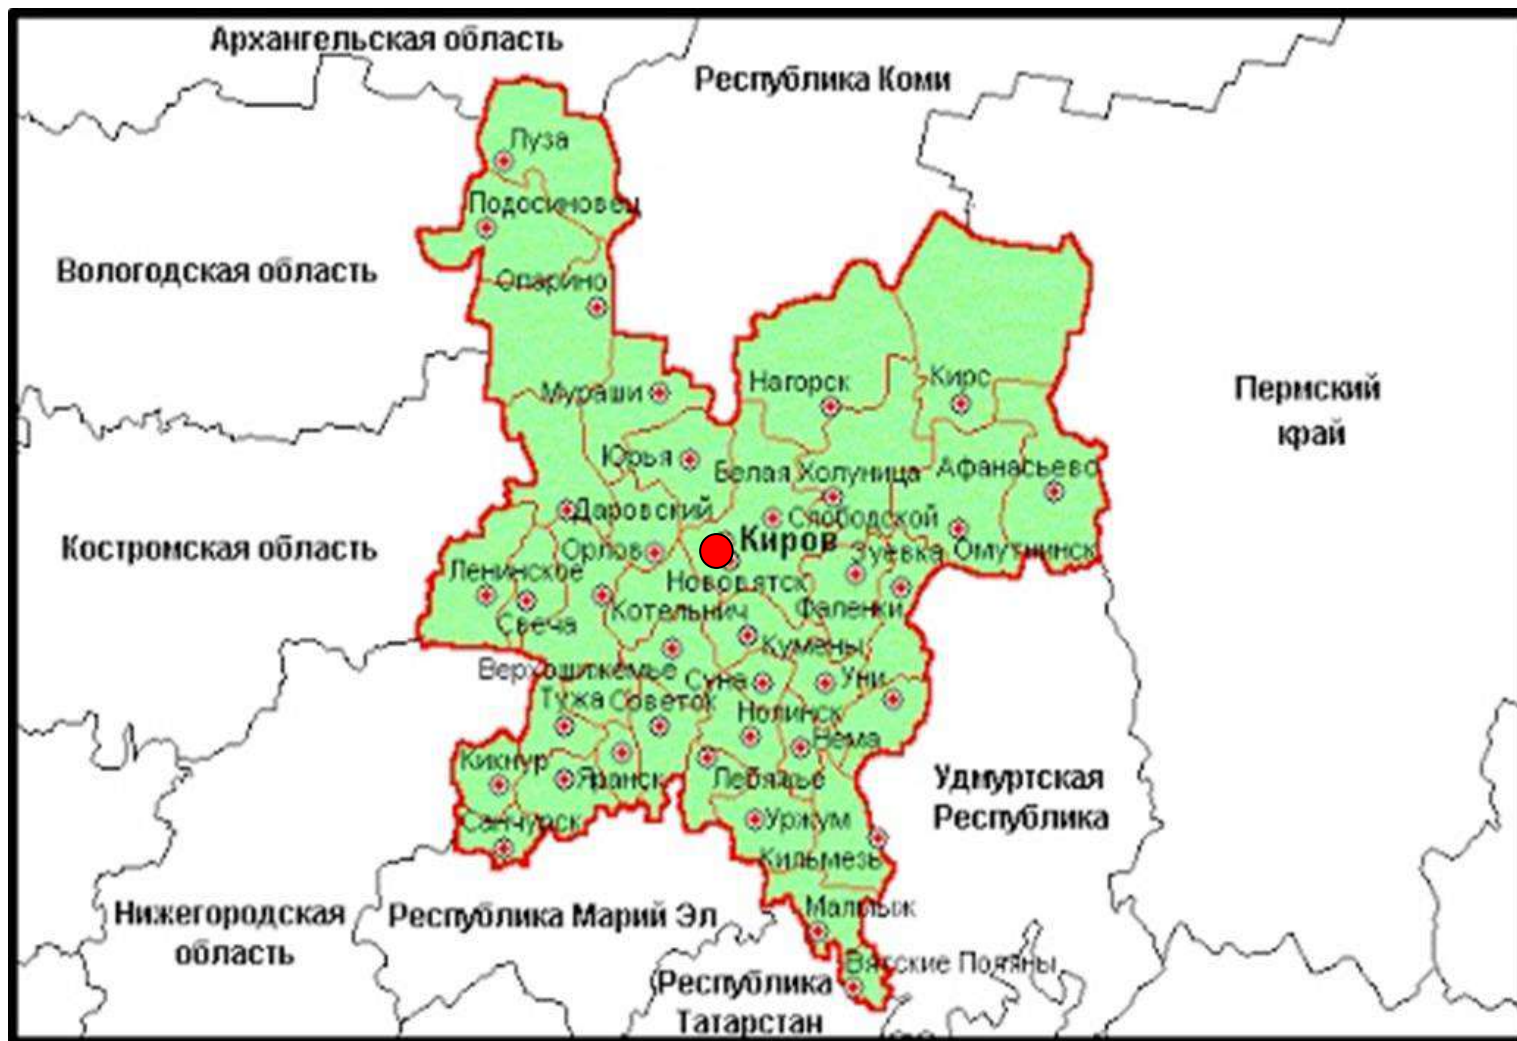 Архангельская область
Республика Коми
Луза
Подосиновец
Вологодская область
Опарино
Мураши
Нагорск
Кирс
Пермский
край
Юрья
Белая Холуница
Афанасьево
Даровский
Слободской
Костромская область
Орлов
Киров
Зуевка
Омутнинск
Ленинское
Нововятск
Свеча
Котельнич
Фаленки
Кумены
Верхошижемье
Суна
Уни
Тужа
Советск
Нолинск
Нема
Кикнур
Яранск
Лебяжье
Удмуртская
Республика
Санчурск
Уржум
Кильмезь
Нижегородская
область
Республика Марий Эл
Малмыж
Вятские Поляны
Республика
Татарстан